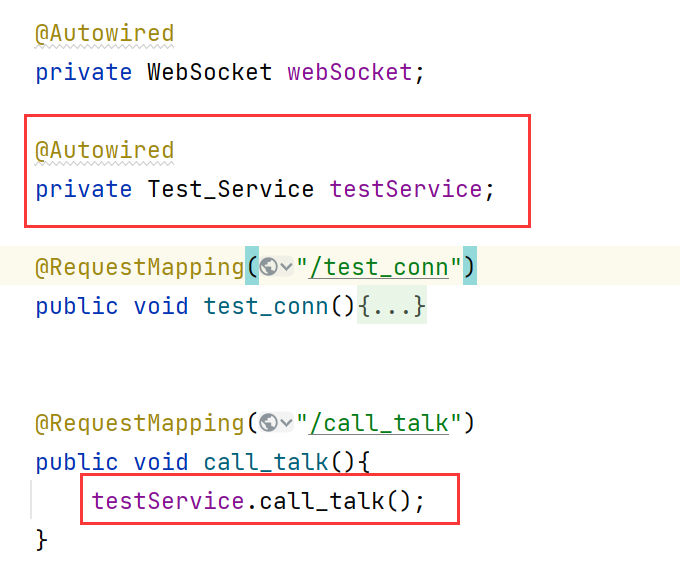 @Autowired
private WebSocket webSocket;
@Autowired
private Test_Service testService;
@RequestMapping("/test_conn")
public void test_conn(){...}
@RequestMapping("/call_talk")
public void call_talk(){
testService.call_talk();
}